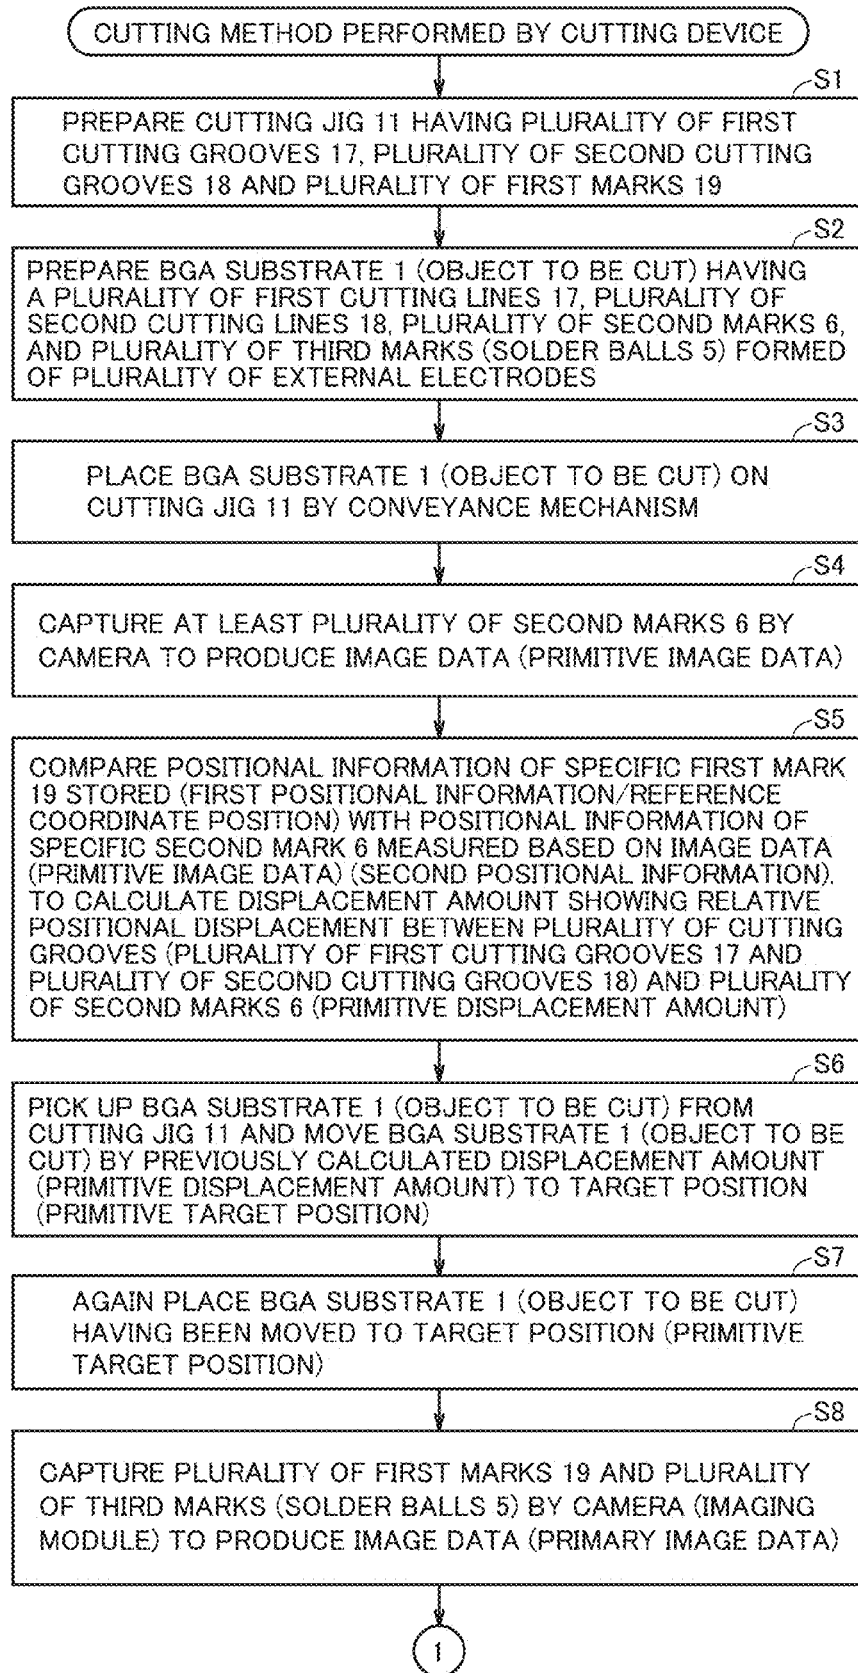 CUTTING METHOD PERFORMED BY CUTTING DEVICE
S1
PREPARE CUTTING JIG 11 HAVING PLURALITY OF FIRST
CUTTING GROOVES 17, PLURALITY OF SECOND CUTTING
GROOVES 18 AND PLURALITY OF FIRST MARKS 19
S2
PREPARE BGA SUBSTRATE 1 (OBJECT TO BE CUT) HAVING
A PLURALITY OF FIRST CUTTING LINES 17, PLURALITY OF
SECOND CUTTING LINES 18, PLURALITY OF SECOND MARKS 6,
AND PLURALITY OF THIRD MARKS (SOLDER BALLS 5) FORMED
OF PLURALITY OF EXTERNAL ELECTRODES
S3
PLACE BGA SUBSTRATE 1 (OBJECT TO BE CUT) ON
CUTTING JIG 11 BY CONVEYANCE MECHANISM
S4
CAPTURE AT LEAST PLURALITY OF SECOND MARKS 6 BY
CAMERA TO PRODUCE IMAGE DATA (PRIMITIVE IMAGE DATA)
S5
COMPARE POSITIONAL INFORMATION OF SPECIFIC FIRST MARK
19 STORED (FIRST POSITIONAL INFORMATION/REFERENCE
COORDINATE POSITION) WITH POSITIONAL INFORMATION OF
SPECIFIC SECOND MARK 6 MEASURED BASED ON IMAGE DATA
(PRIMITIVE IMAGE DATA) (SECOND POSITIONAL INFORMATION).
TO CALCULATE DISPLACEMENT AMOUNT SHOWING RELATIVE
POSITIONAL DISPLACEMENT BETWEEN PLURALITY OF CUTTING
GROOVES (PLURALITY OF FIRST CUTTING GROOVES 17 AND
PLURALITY OF SECOND CUTTING GROOVES 18) AND PLURALITY
OF SECOND MARKS 6 (PRIMITIVE DISPLACEMENT AMOUNT)
S6
PICK UP BGA SUBSTRATE 1 (OBJECT TO BE CUT) FROM
CUTTING JIG 11 AND MOVE BGA SUBSTRATE 1 (OBJECT TO BE
CUT) BY PREVIOUSLY CALCULATED DISPLACEMENT AMOUNT
(PRIMITIVE DISPLACEMENT AMOUNT) TO TARGET POSITION
(PRIMITIVE TARGET POSITION)
S7
AGAIN PLACE BGA SUBSTRATE 1 (OBJECT TO BE CUT)
HAVING BEEN MOVED TO TARGET POSITION (PRIMITIVE
TARGET POSITION)
S8
CAPTURE PLURALITY OF FIRST MARKS 19 AND PLURALITY
OF THIRD MARKS (SOLDER BALLS 5) BY CAMERA (IMAGING
MODULE) TO PRODUCE IMAGE DATA (PRIMARY IMAGE DATA)
1